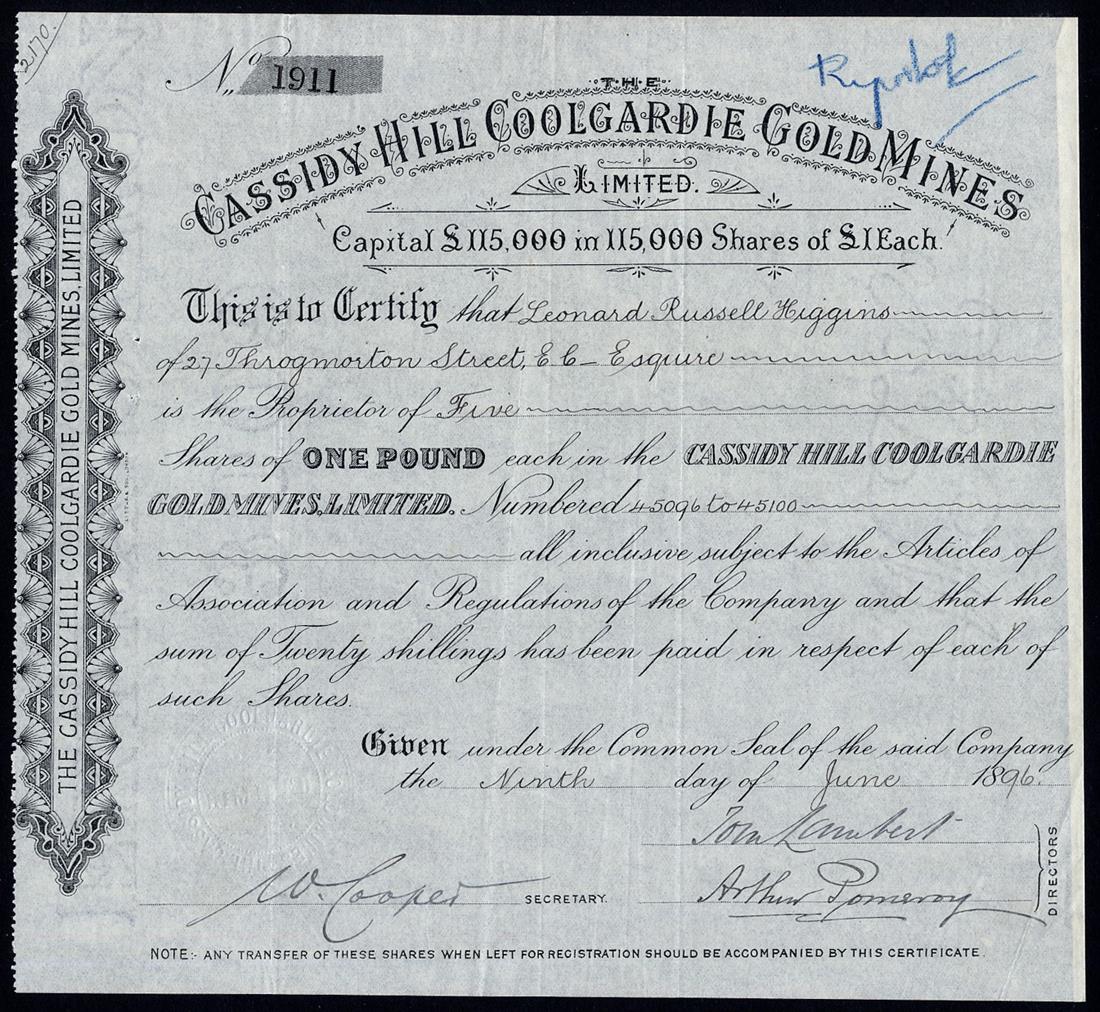 2170.
No. 1911
THE
CASSIDY HILL COOLGARDIE GOLD MINES
LIMITED.
Capital £115,000 in 115,000 Shares of £1 Each.
This is to Certify that Leonard Russell Higgins
of 27 Throgmorton Street, E.C– Esquire
is the Proprietor of Five
Shares of ONE POUND each in the CASSIDY HILL COOLGARDIE
GOLD MINES, LIMITED. Numbered 45096 to 45100
all inclusive subject to the Articles of
Association and Regulations of the Company and that the
sum of Twenty shillings has been paid in respect of each of
such Shares.
Given under the Common Seal of the said Company
the Ninth day of June 1896.
Tom Lambert
W. Cooper SECRETARY. Arthur Pomeroy
DIRECTORS
NOTE:- ANY TRANSFER OF THESE SHARES WHEN LEFT FOR REGISTRATION SHOULD BE ACCOMPANIED BY THIS CERTIFICATE.
THE CASSIDY HILL COOLGARDIE GOLD MINES, LIMITED